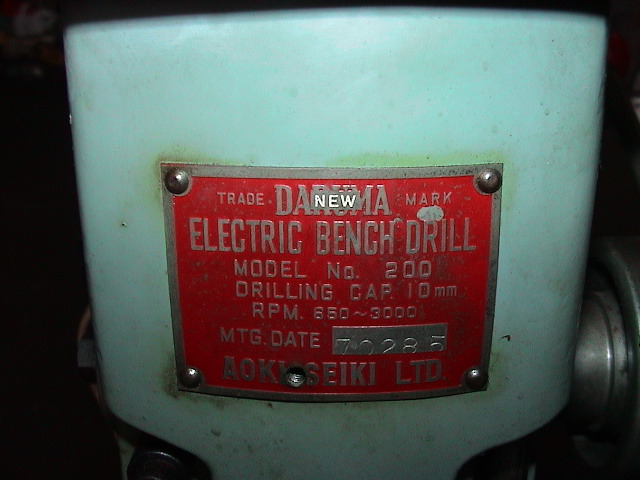 TRADE DARUMA MARK
NEW
ELECTRIC BENCH DRILL
MODEL No. 200
DRILLING CAP. 10mm
RPM. 650~3000
MTG. DATE 70285
AOKI SEIKI LTD.